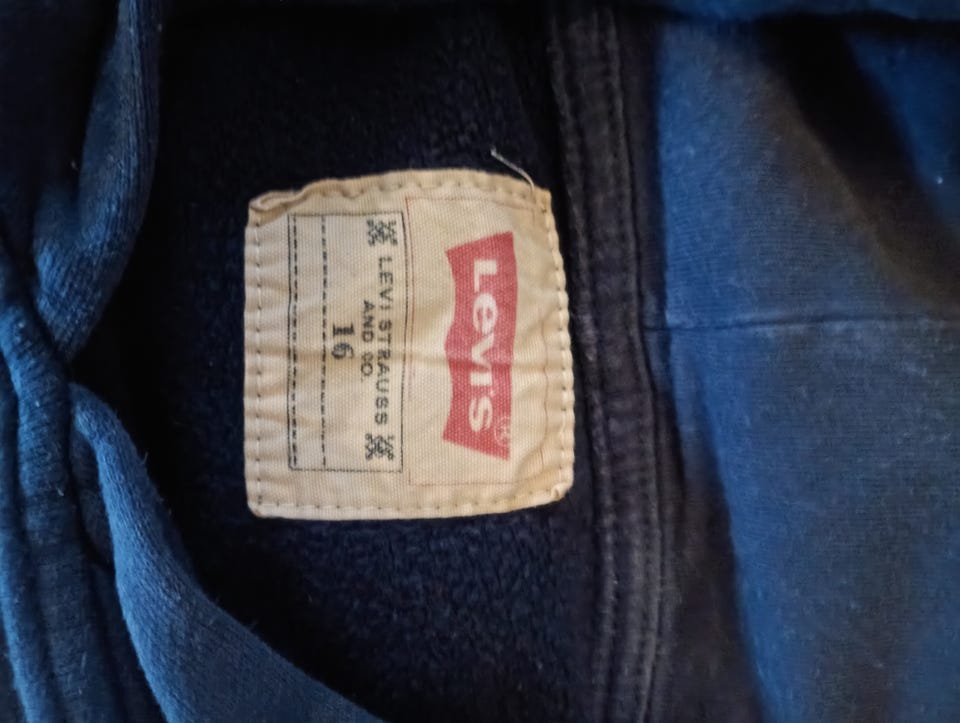 Levi's
LEVI STRAUSS
AND CO.
16